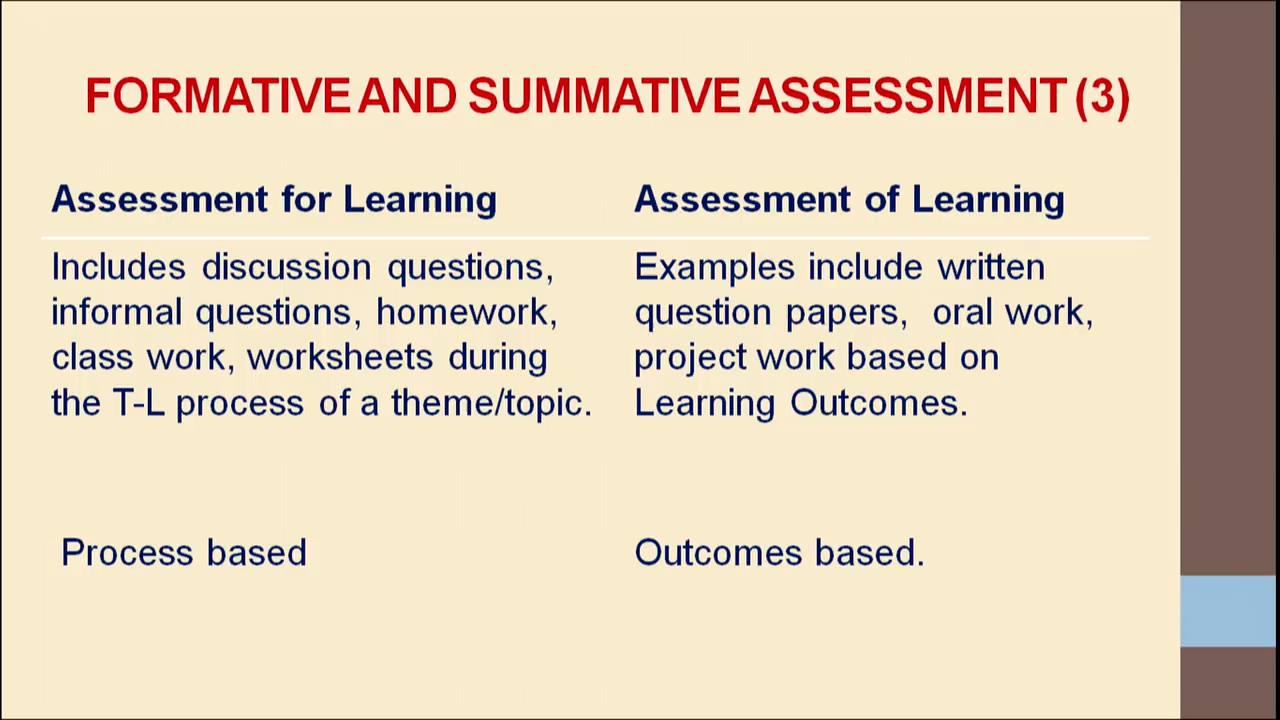 FORMATIVE AND SUMMATIVE ASSESSMENT (3)
Assessment for Learning
Includes discussion questions,
informal questions, homework,
class work, worksheets during
the T-L process of a theme/topic.
Process based
Assessment of Learning
Examples include written
question papers, oral work,
project work based on
Learning Outcomes.
Outcomes based.